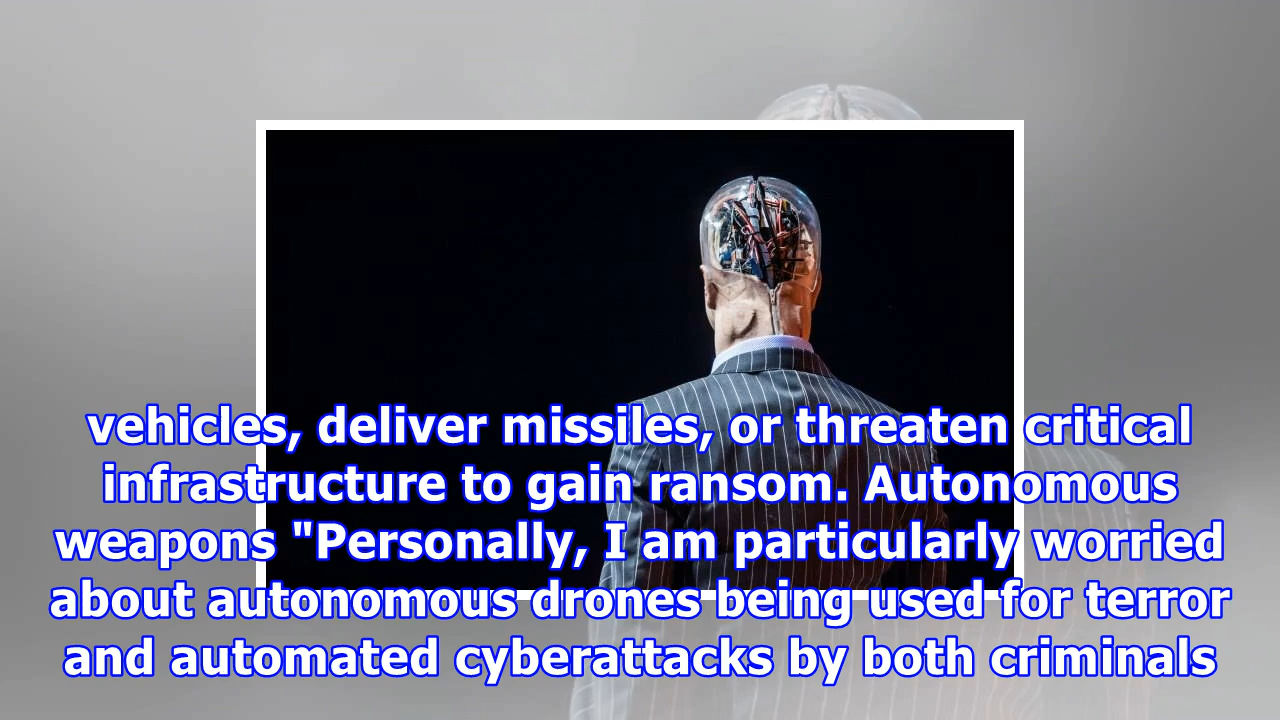 vehicles, deliver missiles, or threaten critical
infrastructure to gain ransom. Autonomous
weapons "Personally, I am particularly worried
about autonomous drones being used for terror
and automated cyberattacks by both criminals